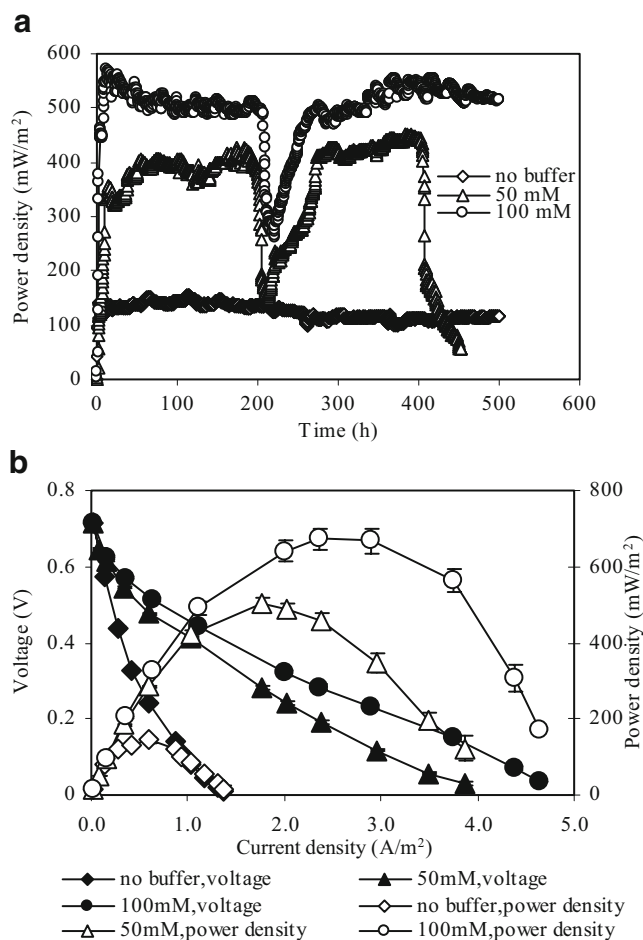 a
600
500
400
300
200
100
0
Power density (mW/m²)
no buffer
50 mM
100 mM
0 100 200 300 400 500 600
Time (h)
b
0.8 800
0.6 600
0.4 400
0.2 200
0 0
Voltage (V)
Power density (mW/m²)
0.0 1.0 2.0 3.0 4.0 5.0
Current density (A/m²)
no buffer,voltage 50mM,voltage
100mM,voltage no buffer,power density
50mM,power density 100mM,power density